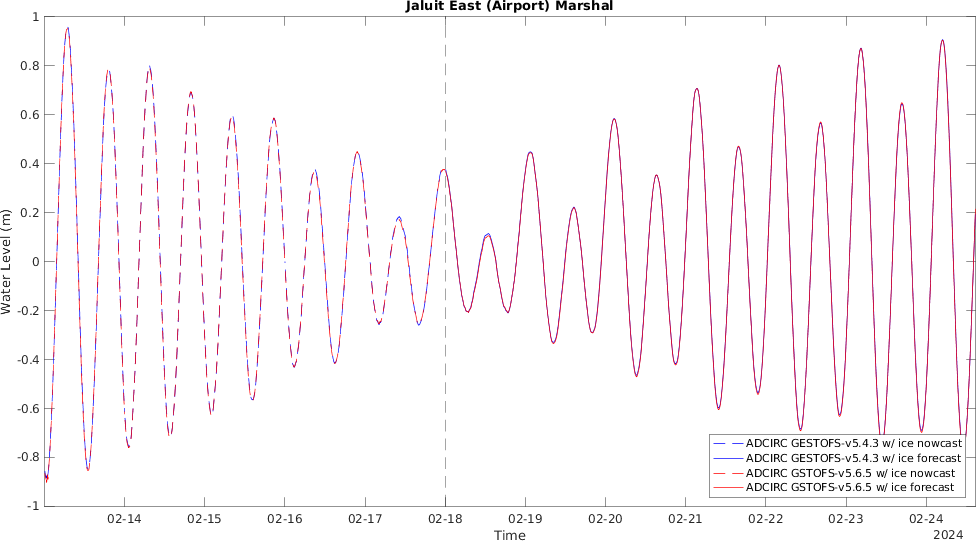 Jaluit East (Airport) Marshal
Water Level (m)
1
0.8
0.6
0.4
0.2
0
-0.2
-0.4
-0.6
-0.8
-1
ADCIRC GESTOFS-v5.4.3 w/ ice nowcast
ADCIRC GESTOFS-v5.4.3 w/ ice forecast
ADCIRC GSTOFS-v5.6.5 w/ ice nowcast
ADCIRC GSTOFS-v5.6.5 w/ ice forecast
02-14 02-15 02-16 02-17 02-18 02-19 02-20 02-21 02-22 02-23 02-24
Time
2024